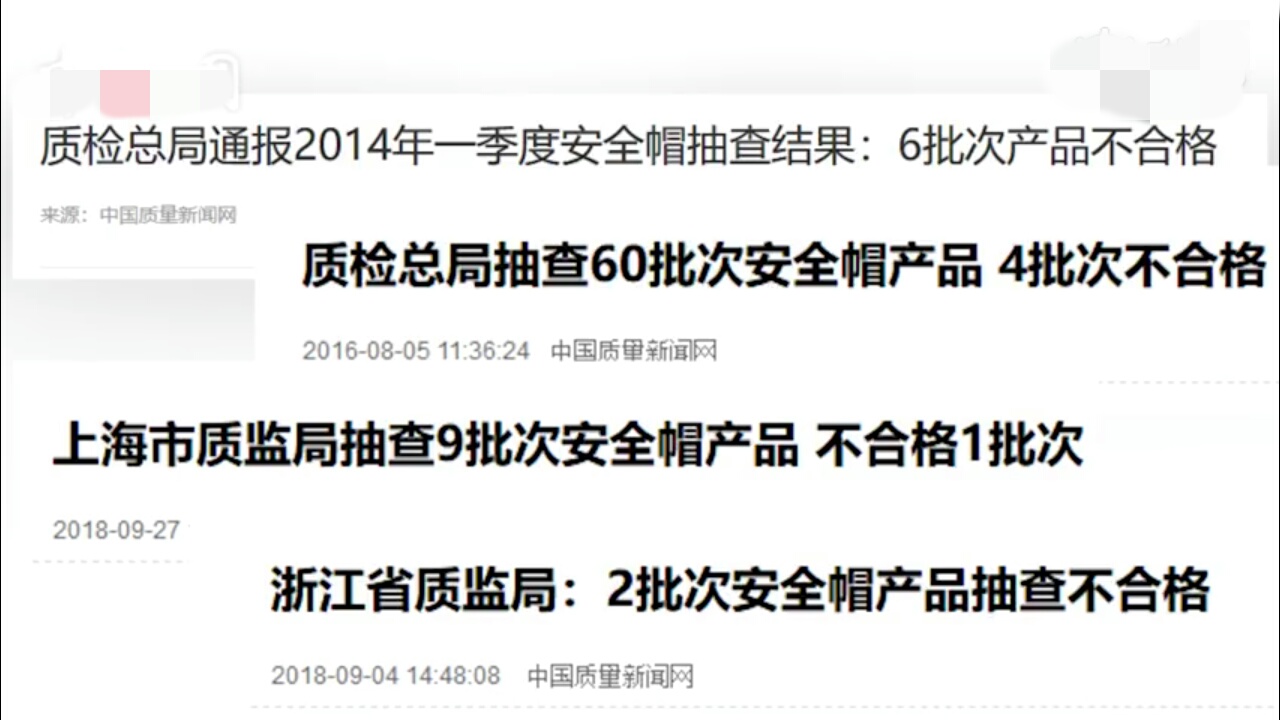 质检总局通报2014年一季度安全帽抽查结果：6批次产品不合格
来源：中国质量新闻网
质检总局抽查60批次安全帽产品 4批次不合格
2016-08-05 11:36:24 中国质量新闻网
上海市质监局抽查9批次安全帽产品 不合格1批次
2018-09-27
浙江省质监局：2批次安全帽产品抽查不合格
2018-09-04 14:48:08 中国质量新闻网